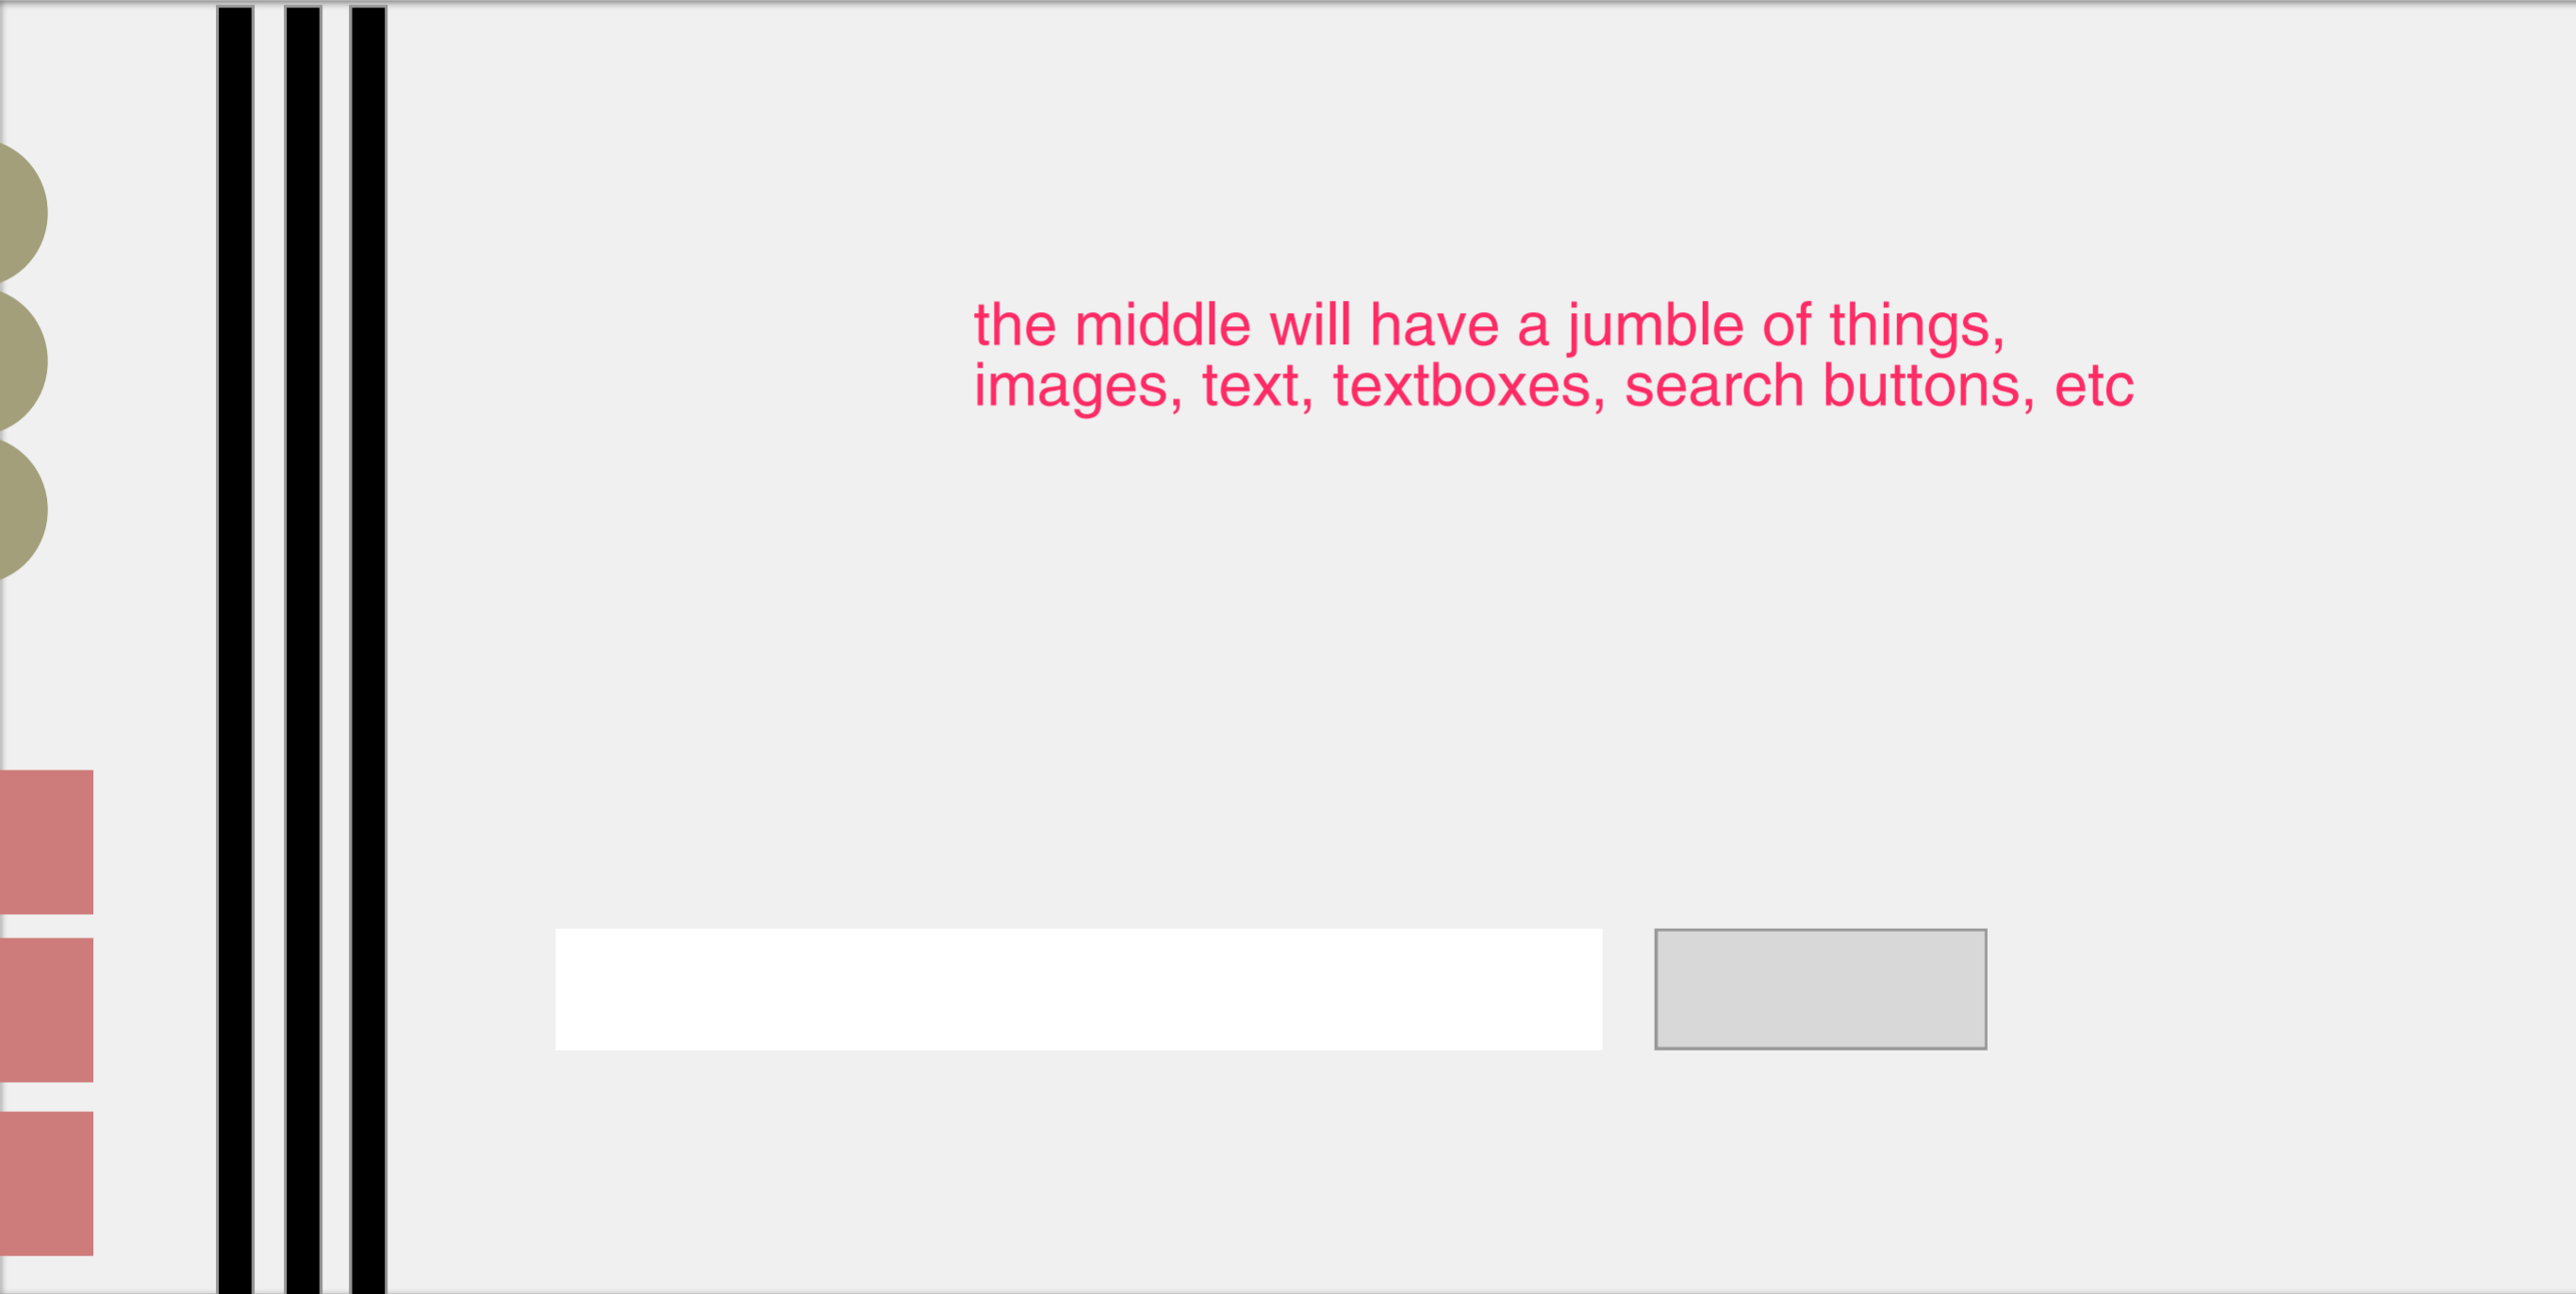 the middle will have a jumble of things,
images, text, textboxes, search buttons, etc